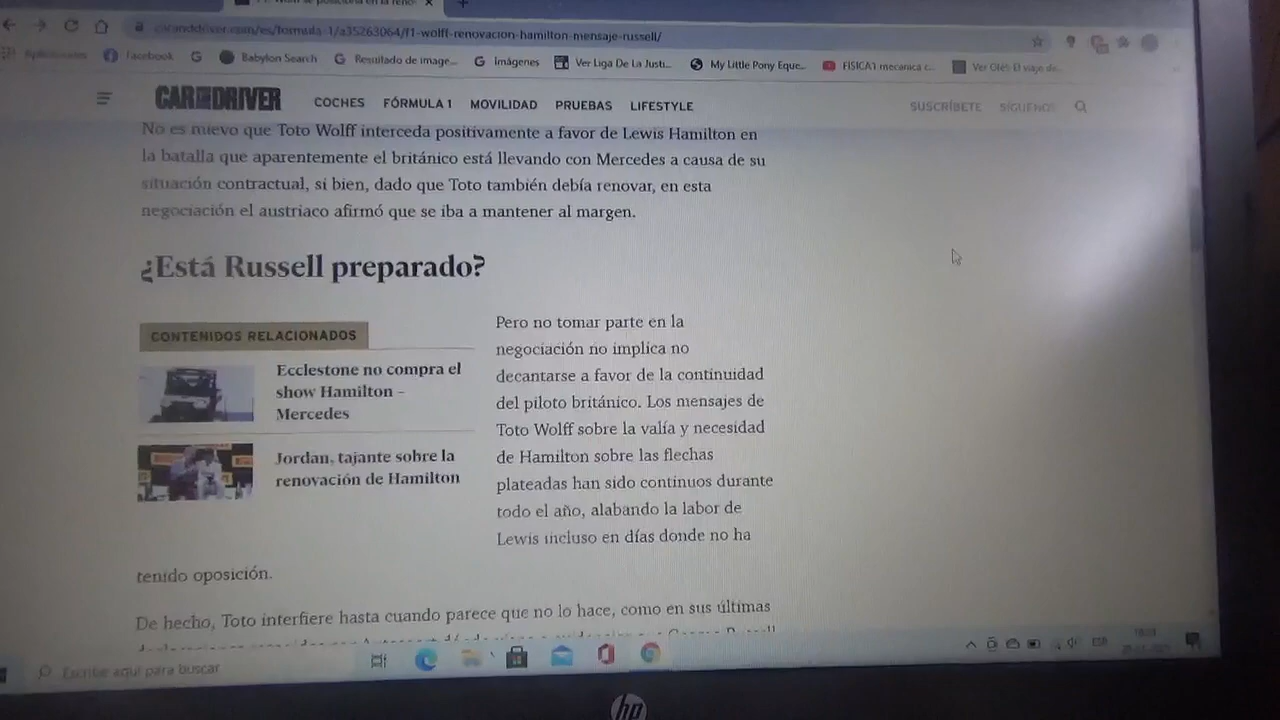 caranddriver.com/es/formula-1/a35263064/f1-wolff-renovacion-hamilton-mensaje-russell/
Aplicaciones
Facebook
Babylon Search
Resultado de image...
Imágenes
Ver Liga De La Justi...
My Little Pony Eque...
FISICA1 mecanica c...
Ver Olés: El viaje de...
CAR AND DRIVER
COCHES
FÓRMULA 1
MOVILIDAD
PRUEBAS
LIFESTYLE
SUSCRÍBETE
SÍGUENOS
No es nuevo que Toto Wolff interceda positivamente a favor de Lewis Hamilton en
la batalla que aparentemente el británico está llevando con Mercedes a causa de su
situación contractual, si bien, dado que Toto también debía renovar, en esta
negociación el austriaco afirmó que se iba a mantener al margen.
¿Está Russell preparado?
CONTENIDOS RELACIONADOS
Ecclestone no compra el
show Hamilton –
Mercedes
Jordan, tajante sobre la
renovación de Hamilton
Pero no tomar parte en la
negociación no implica no
decantarse a favor de la continuidad
del piloto británico. Los mensajes de
Toto Wolff sobre la valía y necesidad
de Hamilton sobre las flechas
plateadas han sido continuos durante
todo el año, alabando la labor de
Lewis incluso en días donde no ha
tenido oposición.
De hecho, Toto interfiere hasta cuando parece que no lo hace, como en sus últimas
Escribe aquí para buscar
ESP
hp